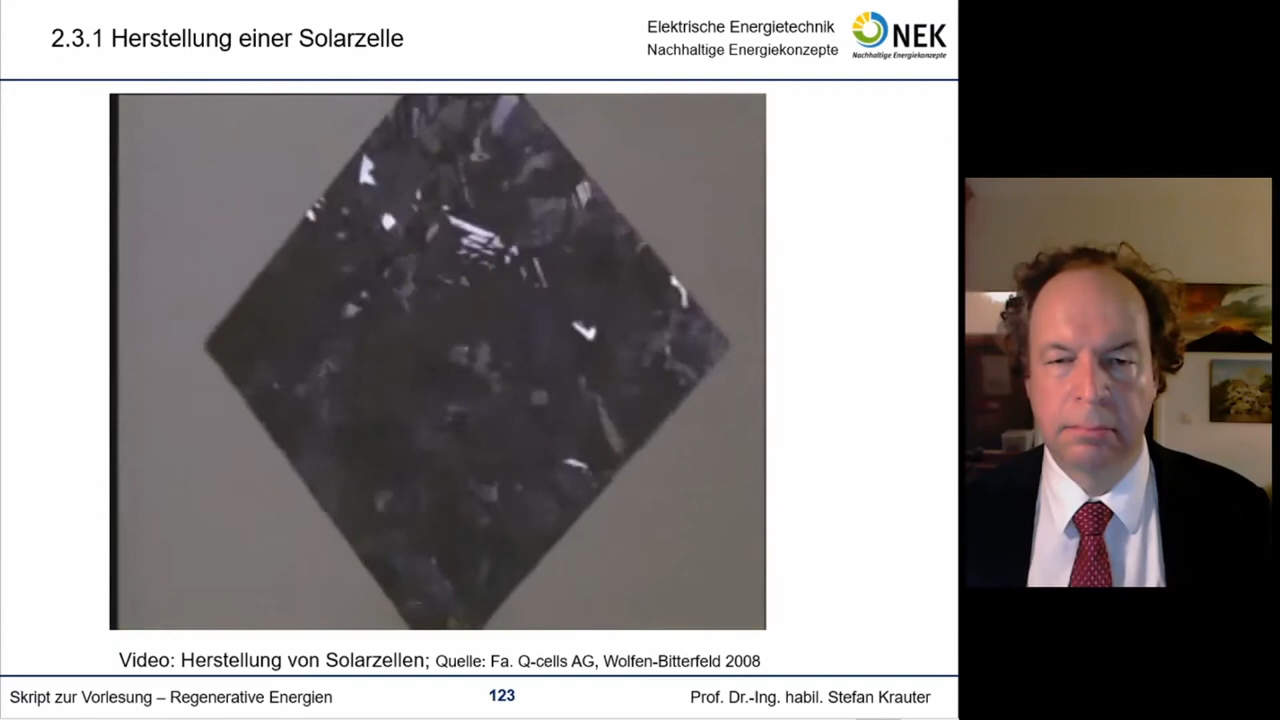 2.3.1 Herstellung einer Solarzelle
Elektrische Energietechnik
Nachhaltige Energiekonzepte
NEK
Nachhaltige Energiekonzepte
Video: Herstellung von Solarzellen; Quelle: Fa. Q-cells AG, Wolfen-Bitterfeld 2008
Skript zur Vorlesung – Regenerative Energien
123
Prof. Dr.-Ing. habil. Stefan Krauter